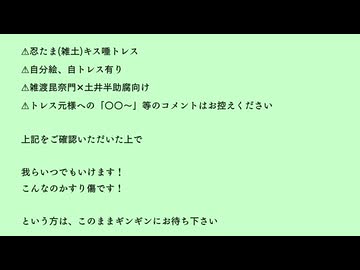 ⚠忍たま(雑土)キス唾トレス
⚠自分絵、自トレス有り
⚠雑渡昆奈門×土井半助腐向け
⚠トレス元様への「〇〇〜」等のコメントはお控えください
上記をご確認いただいた上で
我らいつでもいけます！
こんなのかすり傷です！
という方は、このままギンギンにお待ち下さい